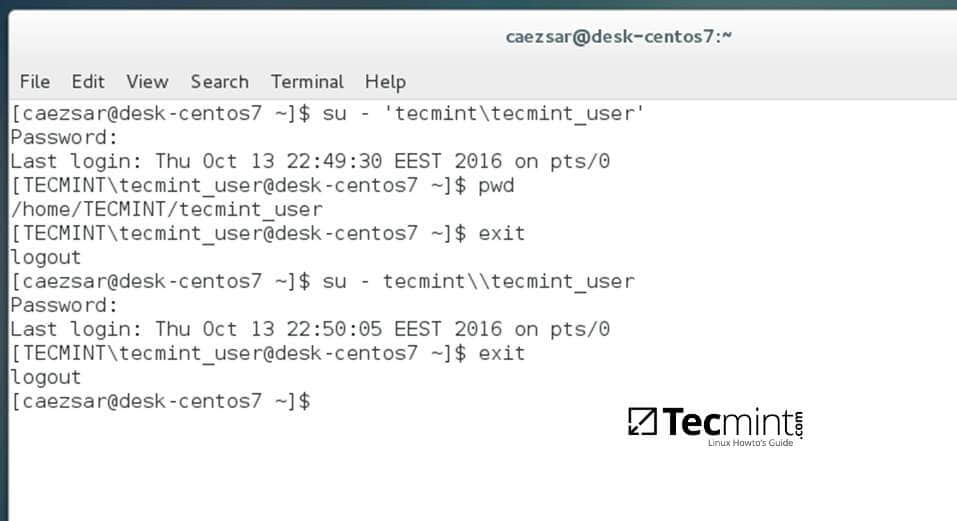 caezsar@desk-centos7:~
File Edit View Search Terminal Help
[caezsar@desk-centos7 ~]$ su - 'tecmint\tecmint_user'
Password:
Last login: Thu Oct 13 22:49:30 EEST 2016 on pts/0
[TECMINT\tecmint_user@desk-centos7 ~]$ pwd
/home/TECMINT/tecmint_user
[TECMINT\tecmint_user@desk-centos7 ~]$ exit
logout
[caezsar@desk-centos7 ~]$ su - tecmint\\tecmint_user
Password:
Last login: Thu Oct 13 22:50:05 EEST 2016 on pts/0
[TECMINT\tecmint_user@desk-centos7 ~]$ exit
logout
[caezsar@desk-centos7 ~]$
Tecmint.com
Linux Howto's Guide